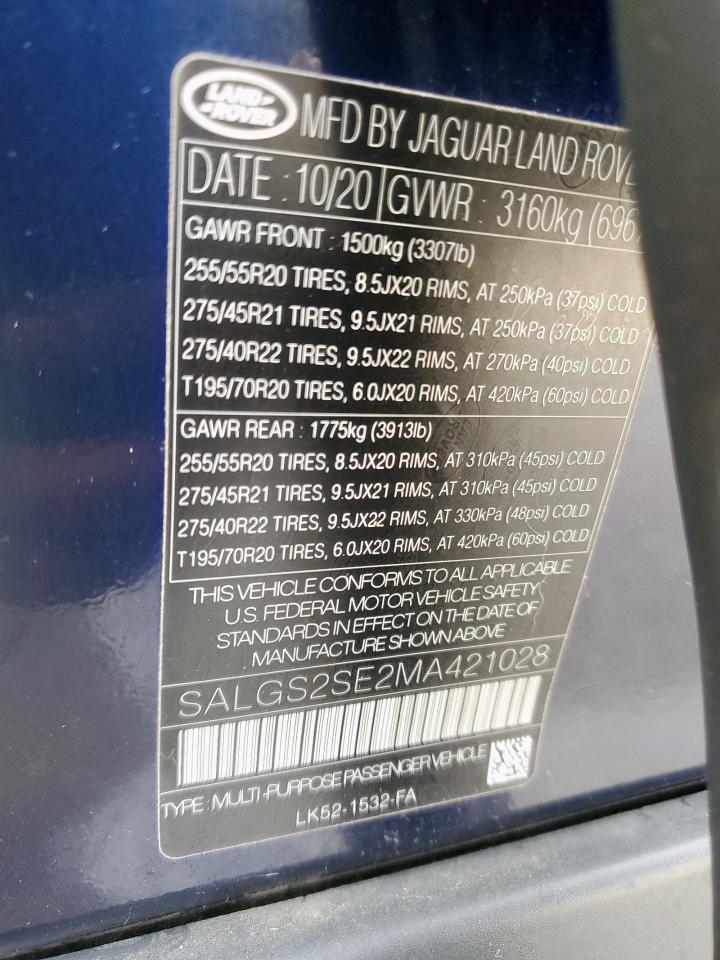 LAND ROVER
MFD BY JAGUAR LAND
DATE : 10/20 GVWR : 3160kg
GAWR FRONT : 1500kg (3307lb)
255/55R20 TIRES, 8.5JX20 RIMS, AT 250kPa (37psi) COLD
275/45R21 TIRES, 9.5JX21 RIMS, AT 250kPa (37psi) COLD
275/40R22 TIRES, 9.5JX22 RIMS, AT 270kPa (40psi) COLD
T195/70R20 TIRES, 6.0JX20 RIMS, AT 420kPa (60psi) COLD
GAWR REAR : 1775kg (3913lb)
255/55R20 TIRES, 8.5JX20 RIMS, AT 310kPa (45psi) COLD
275/45R21 TIRES, 9.5JX21 RIMS, AT 310kPa (45psi) COLD
275/40R22 TIRES, 9.5JX22 RIMS, AT 330kPa (48psi) COLD
T195/70R20 TIRES, 6.0JX20 RIMS, AT 420kPa (60psi) COLD
THIS VEHICLE CONFORMS TO ALL APPLICABLE
U.S. FEDERAL MOTOR VEHICLE SAFETY
STANDARDS IN EFFECT ON THE DATE OF
MANUFACTURE SHOWN ABOVE
SALGS2SE2MA421028
TYPE : MULTI-PURPOSE PASSENGER VEHICLE
LK52-1532-FA